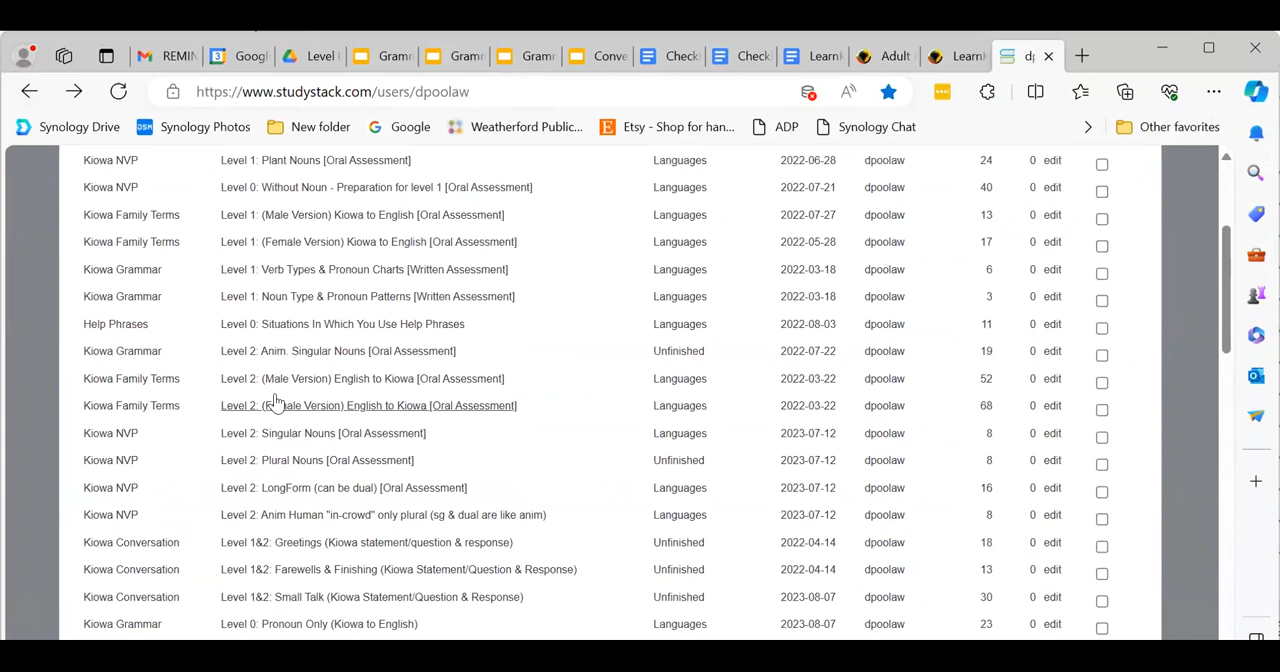 REMIN Googl Level ( Gramn Gramn Gramn Conve Check Check LearnK Adult LearnK dp
https://www.studystack.com/users/dpoolaw
Synology Drive DSM Synology Photos New folder Google Weatherford Public... Etsy - Shop for han... ADP Synology Chat Other favorites
Kiowa NVP Level 1: Plant Nouns [Oral Assessment] Languages 2022-06-28 dpoolaw 24 0 edit
Kiowa NVP Level 0: Without Noun - Preparation for level 1 [Oral Assessment] Languages 2022-07-21 dpoolaw 40 0 edit
Kiowa Family Terms Level 1: (Male Version) Kiowa to English [Oral Assessment] Languages 2022-07-27 dpoolaw 13 0 edit
Kiowa Family Terms Level 1: (Female Version) Kiowa to English [Oral Assessment] Languages 2022-05-28 dpoolaw 17 0 edit
Kiowa Grammar Level 1: Verb Types & Pronoun Charts [Written Assessment] Languages 2022-03-18 dpoolaw 6 0 edit
Kiowa Grammar Level 1: Noun Type & Pronoun Patterns [Written Assessment] Languages 2022-03-18 dpoolaw 3 0 edit
Help Phrases Level 0: Situations In Which You Use Help Phrases Languages 2022-08-03 dpoolaw 11 0 edit
Kiowa Grammar Level 2: Anim. Singular Nouns [Oral Assessment] Unfinished 2022-07-22 dpoolaw 19 0 edit
Kiowa Family Terms Level 2: (Male Version) English to Kiowa [Oral Assessment] Languages 2022-03-22 dpoolaw 52 0 edit
Kiowa Family Terms Level 2: (Female Version) English to Kiowa [Oral Assessment] Languages 2022-03-22 dpoolaw 68 0 edit
Kiowa NVP Level 2: Singular Nouns [Oral Assessment] Languages 2023-07-12 dpoolaw 8 0 edit
Kiowa NVP Level 2: Plural Nouns [Oral Assessment] Unfinished 2023-07-12 dpoolaw 8 0 edit
Kiowa NVP Level 2: LongForm (can be dual) [Oral Assessment] Languages 2023-07-12 dpoolaw 16 0 edit
Kiowa NVP Level 2: Anim Human "in-crowd" only plural (sg & dual are like anim) Languages 2023-07-12 dpoolaw 8 0 edit
Kiowa Conversation Level 1&2: Greetings (Kiowa statement/question & response) Unfinished 2022-04-14 dpoolaw 18 0 edit
Kiowa Conversation Level 1&2: Farewells & Finishing (Kiowa Statement/Question & Response) Unfinished 2022-04-14 dpoolaw 13 0 edit
Kiowa Conversation Level 1&2: Small Talk (Kiowa Statement/Question & Response) Unfinished 2023-08-07 dpoolaw 30 0 edit
Kiowa Grammar Level 0: Pronoun Only (Kiowa to English) Languages 2023-08-07 dpoolaw 23 0 edit